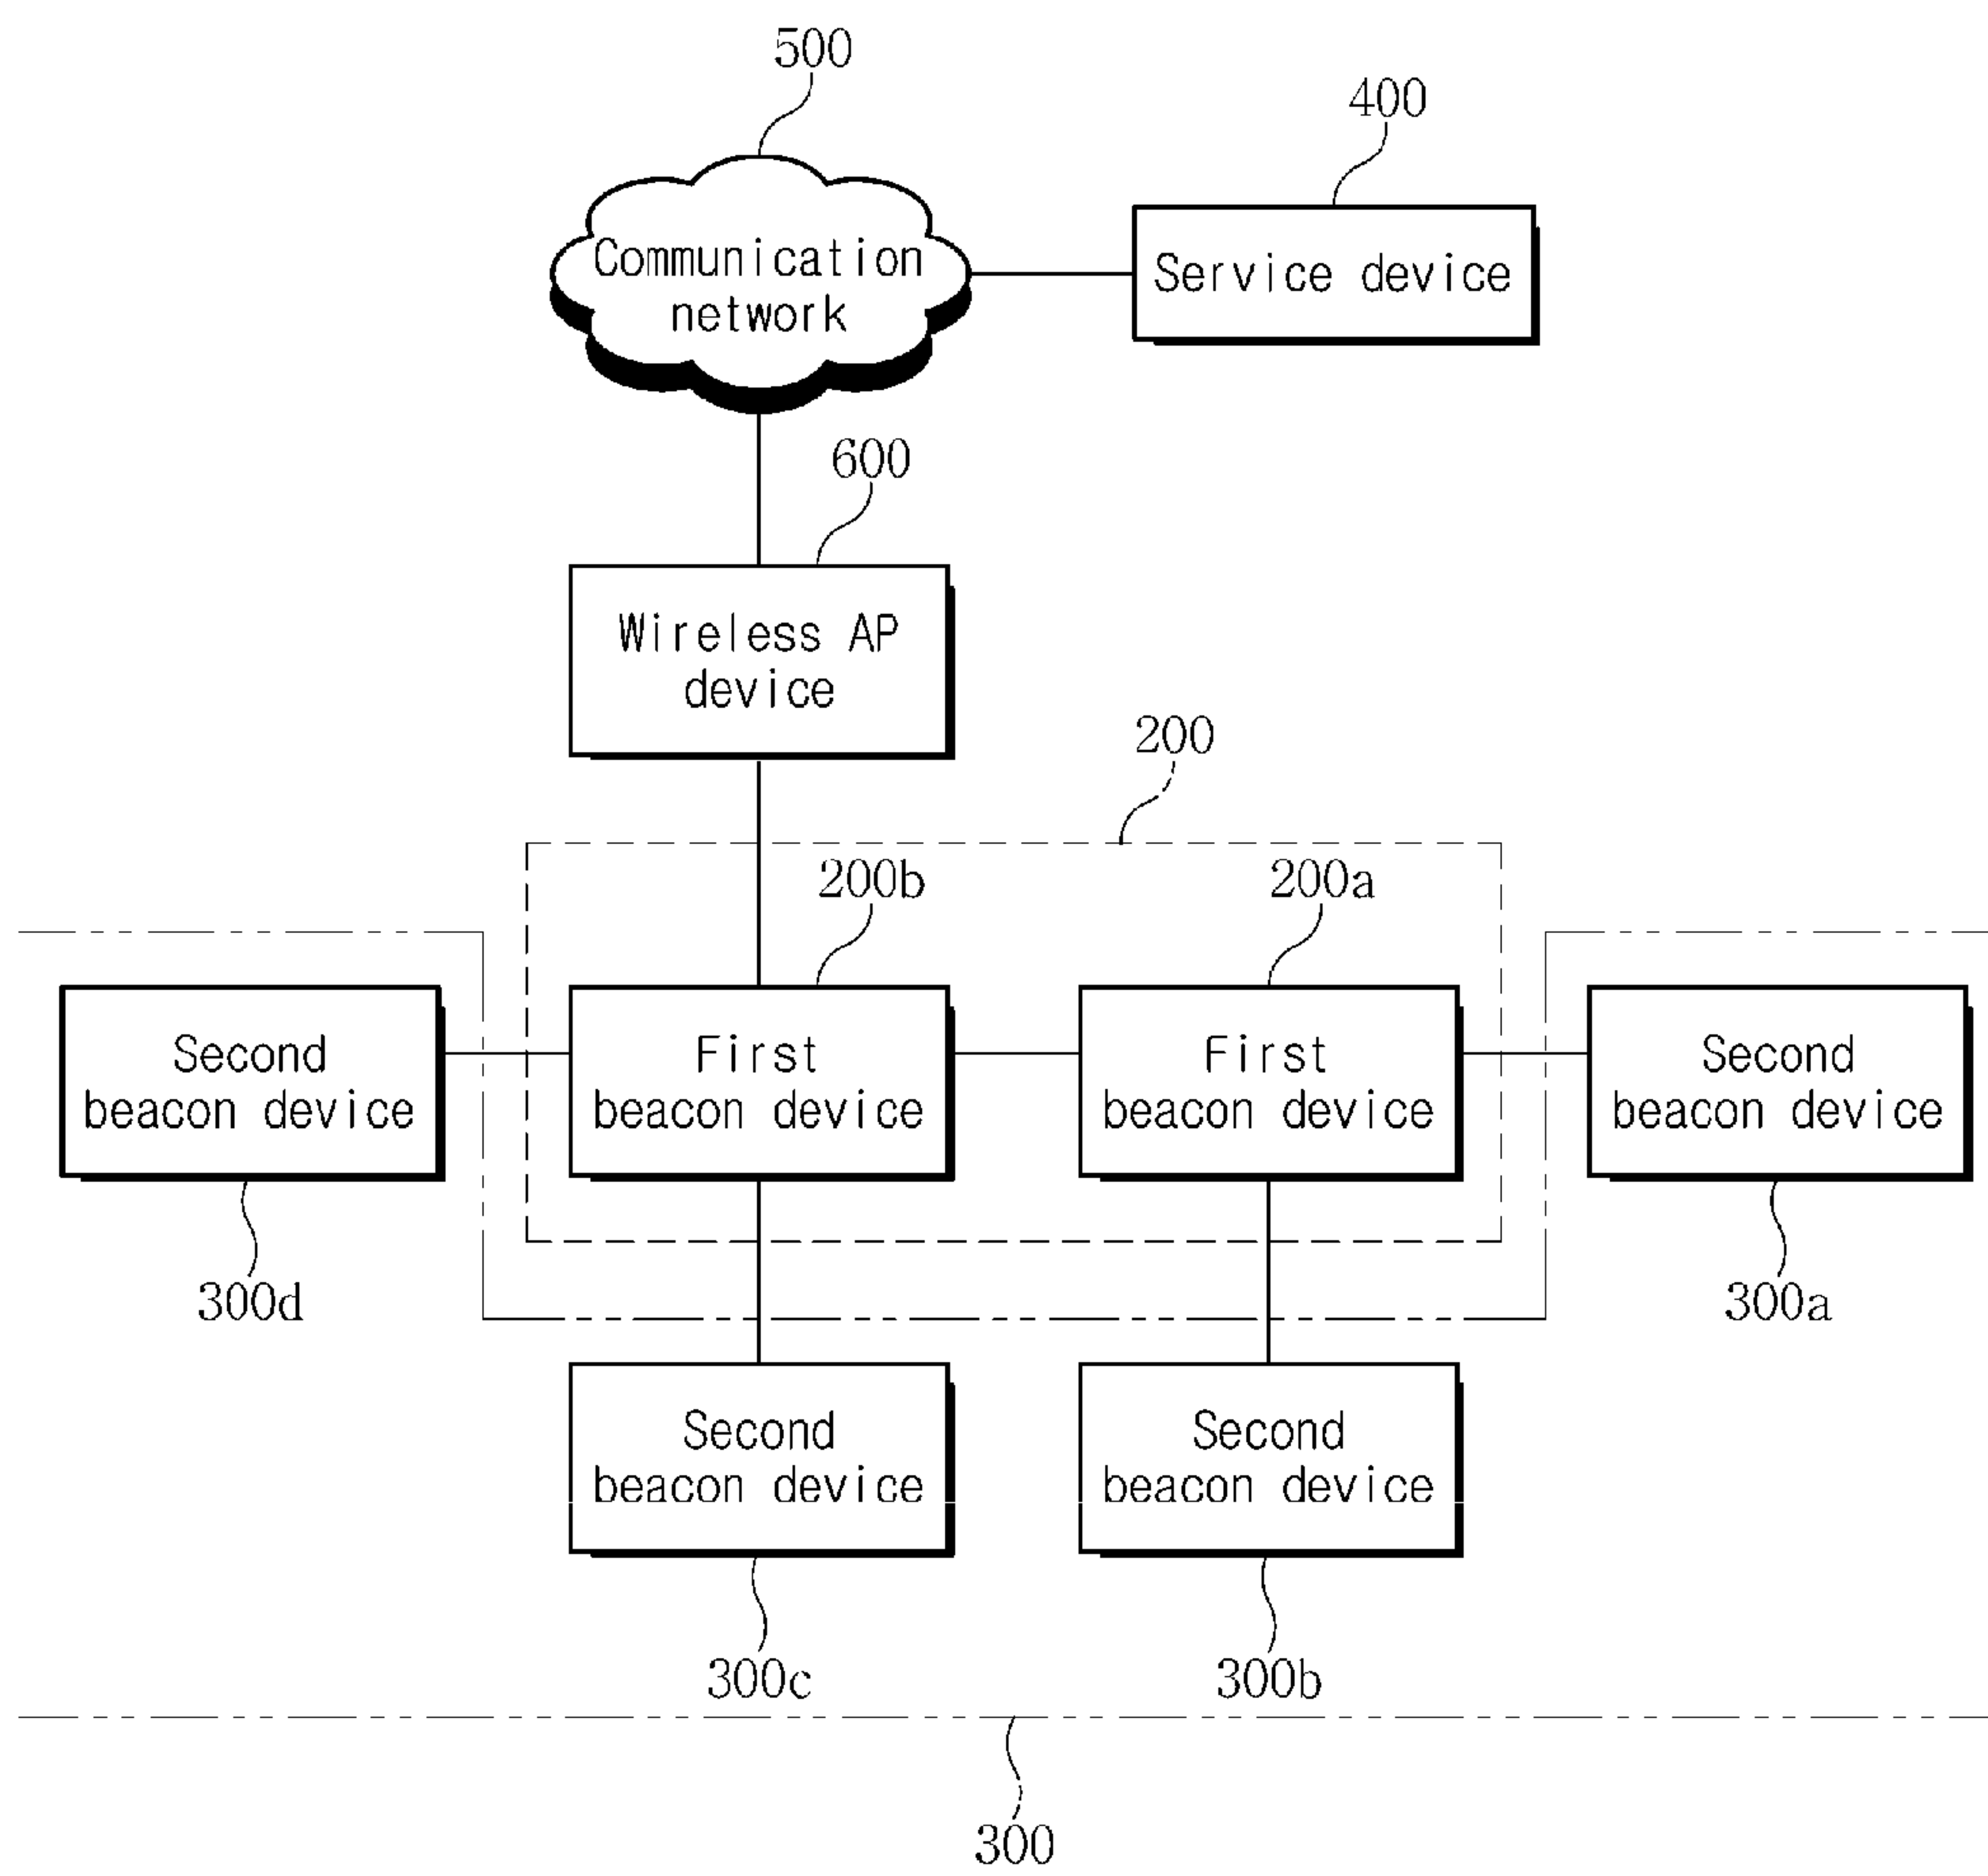 500
400
Communication
network
Service device
600
Wireless AP
device
200
200b
200a
Second
beacon device
First
beacon device
First
beacon device
Second
beacon device
300d
300a
Second
beacon device
Second
beacon device
300c
300b
300